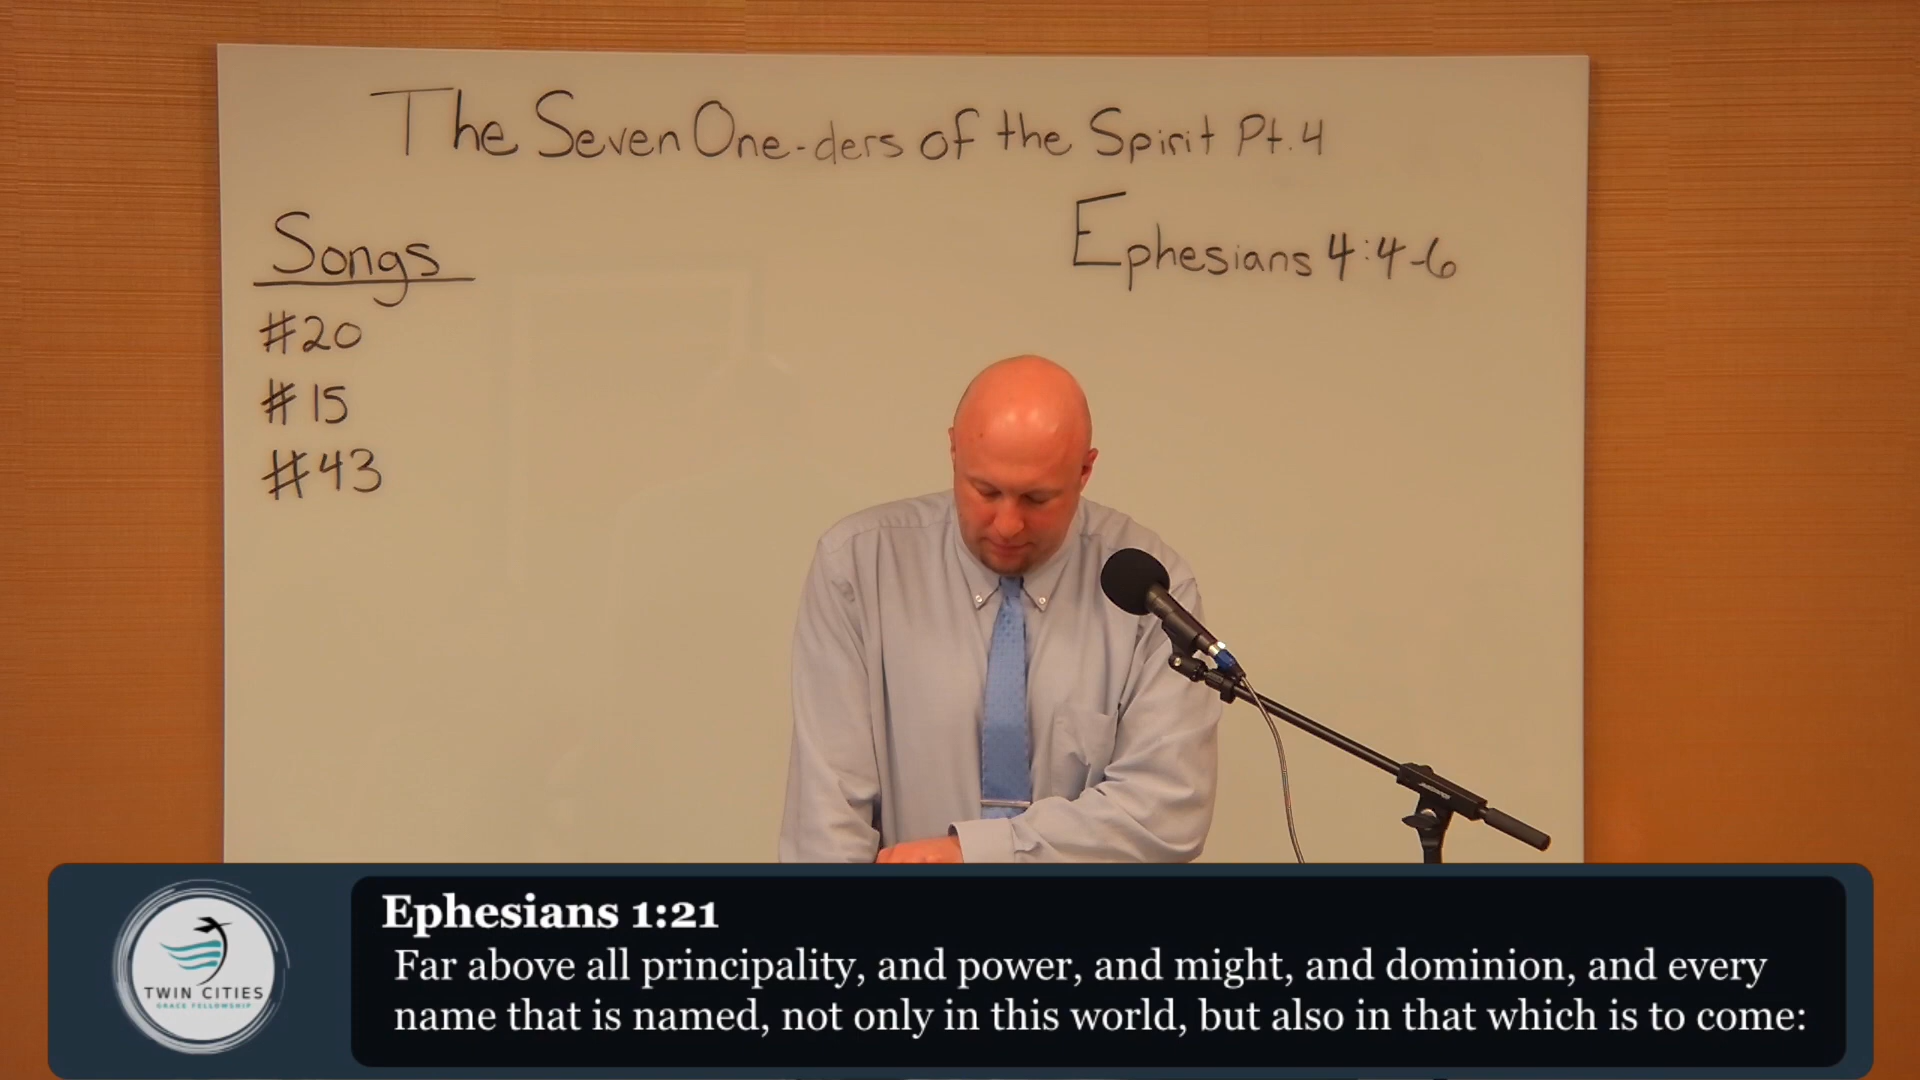 The Seven One-ders of the Spirit Pt.4
Ephesians 4:4-6
Songs
#20
#15
#43
Ephesians 1:21
Far above all principality, and power, and might, and dominion, and every
name that is named, not only in this world, but also in that which is to come:
TWIN CITIES
GRACE FELLOWSHIP